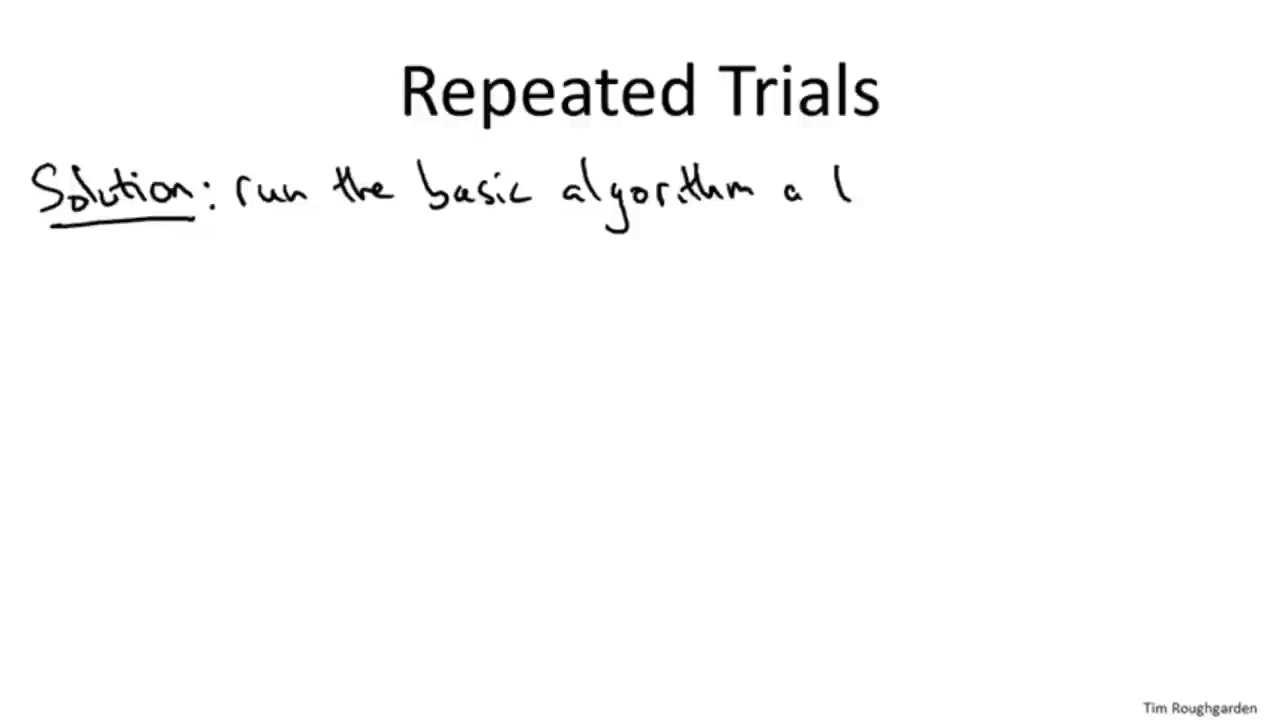 Repeated Trials
Solution: run the basic algorithm a l
Tim Roughgarden